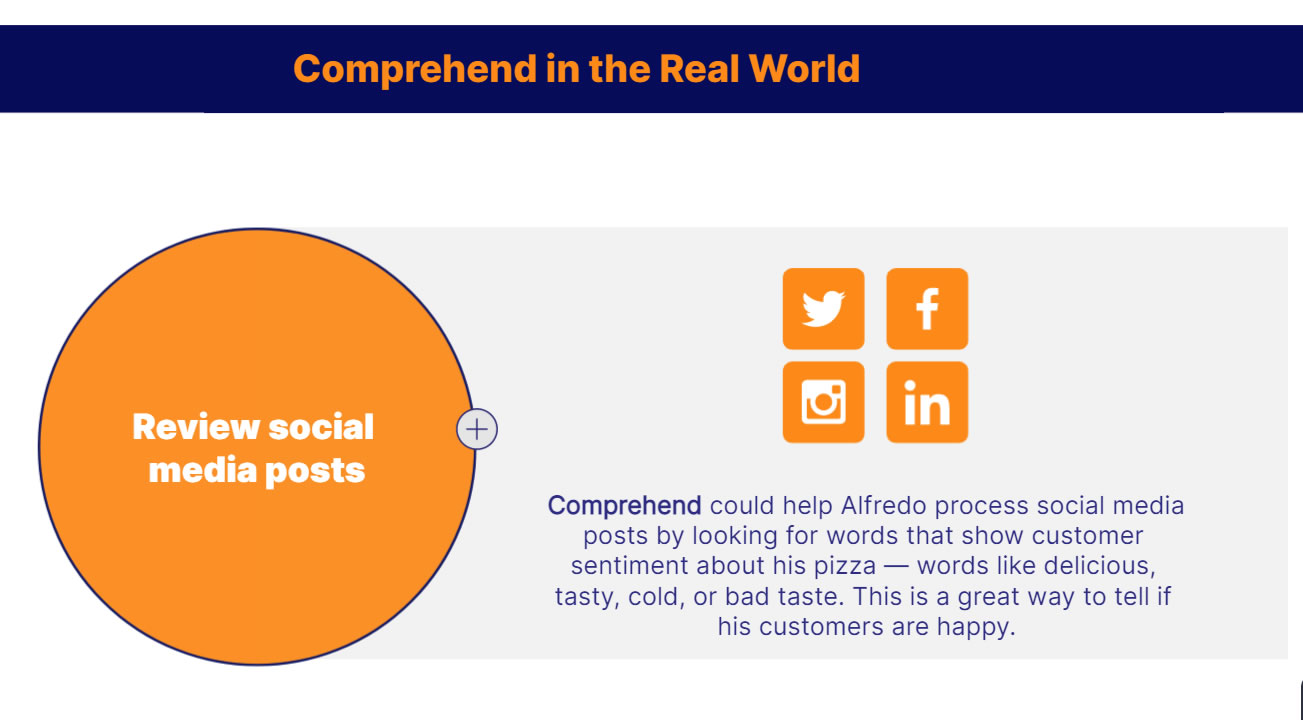 Comprehend in the Real World
Review social
media posts
Comprehend could help Alfredo process social media
posts by looking for words that show customer
sentiment about his pizza — words like delicious,
tasty, cold, or bad taste. This is a great way to tell if
his customers are happy.